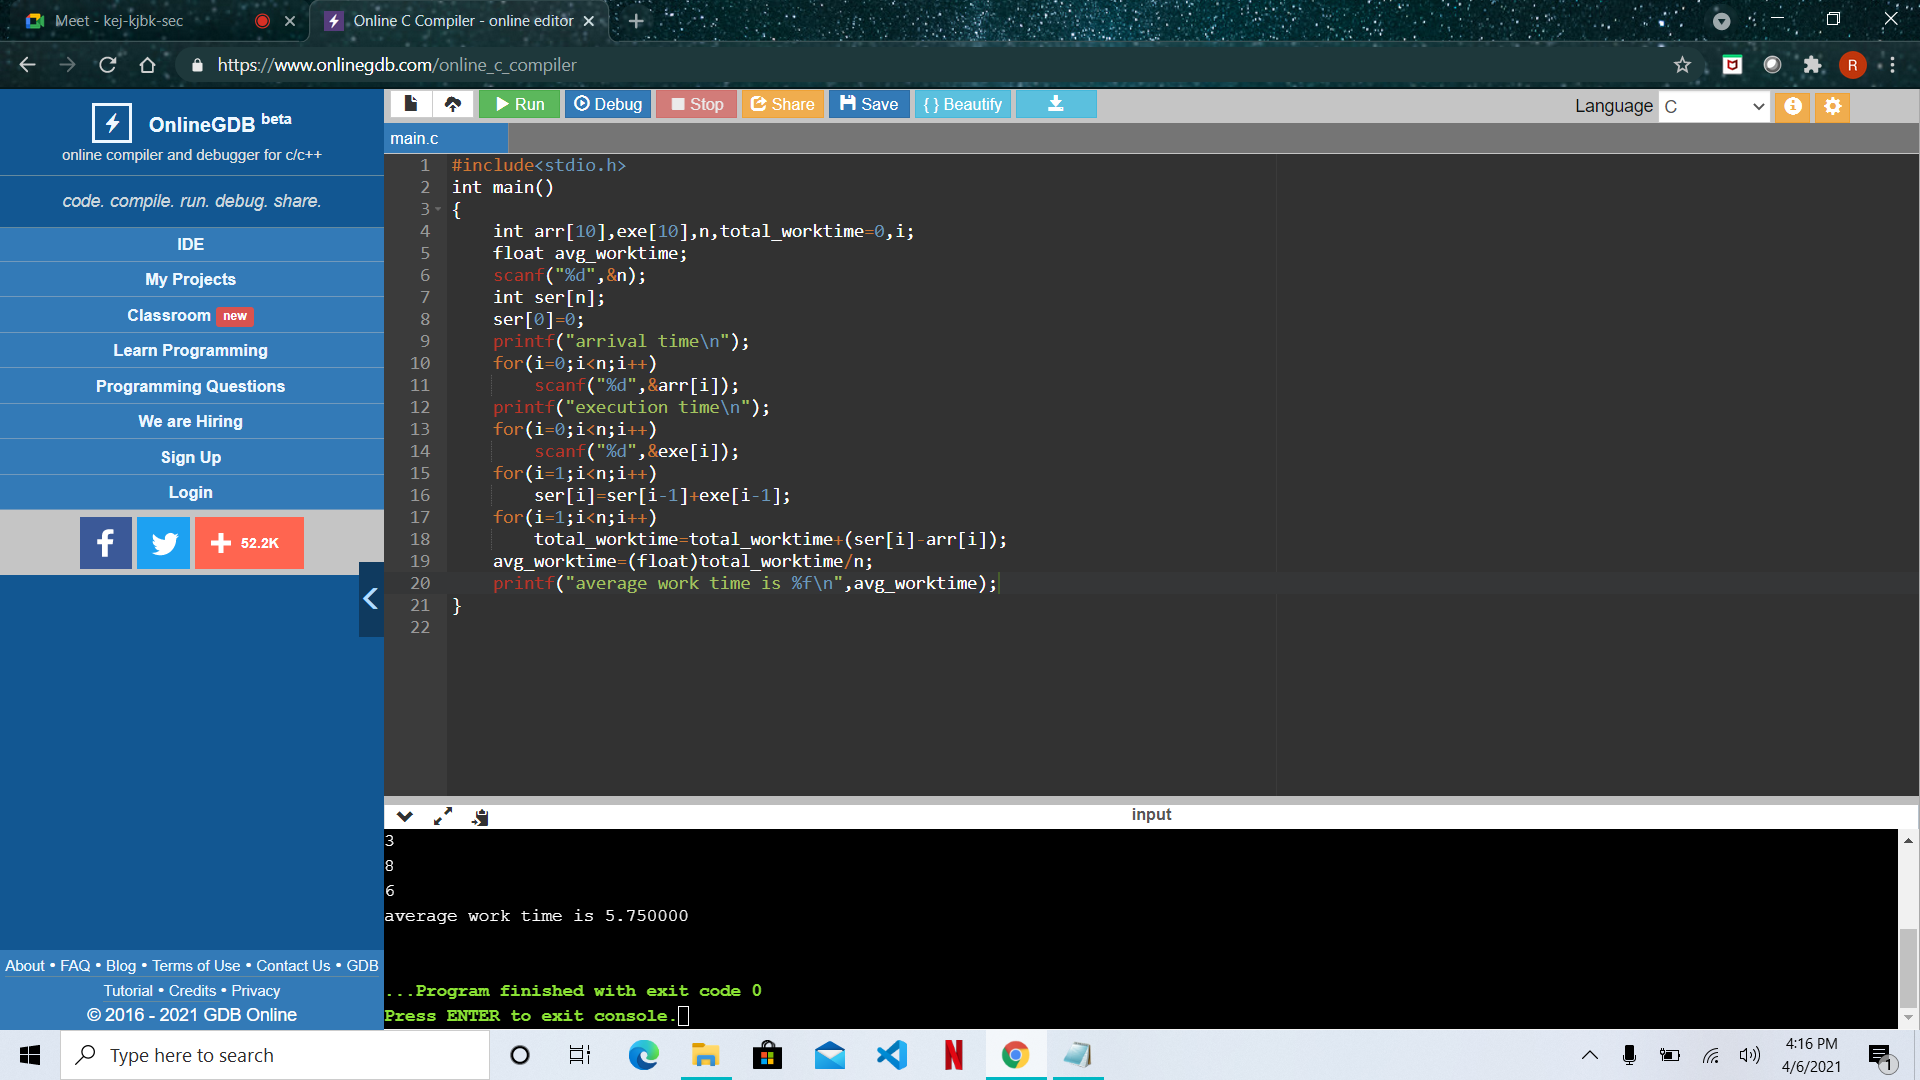 Meet - kej-kjbk-sec
Online C Compiler - online editor
https://www.onlinegdb.com/online_c_compiler
R
OnlineGDB beta
online compiler and debugger for c/c++
code. compile. run. debug. share.
IDE
My Projects
Classroom new
Learn Programming
Programming Questions
We are Hiring
Sign Up
Login
52.2K
About • FAQ • Blog • Terms of Use • Contact Us • GDB
Tutorial • Credits • Privacy
© 2016 - 2021 GDB Online
Run
Debug
Stop
Share
Save
{ } Beautify
Language C
main.c
1 #include<stdio.h>
2 int main()
3 {
4 int arr[10],exe[10],n,total_worktime=0,i;
5 float avg_worktime;
6 scanf("%d",&n);
7 int ser[n];
8 ser[0]=0;
9 printf("arrival time\n");
10 for(i=0;i<n;i++)
11 scanf("%d",&arr[i]);
12 printf("execution time\n");
13 for(i=0;i<n;i++)
14 scanf("%d",&exe[i]);
15 for(i=1;i<n;i++)
16 ser[i]=ser[i-1]+exe[i-1];
17 for(i=1;i<n;i++)
18 total_worktime=total_worktime+(ser[i]-arr[i]);
19 avg_worktime=(float)total_worktime/n;
20 printf("average work time is %f\n",avg_worktime);
21 }
22
input
3
8
6
average work time is 5.750000
...Program finished with exit code 0
Press ENTER to exit console.
Type here to search
4:16 PM
4/6/2021
1